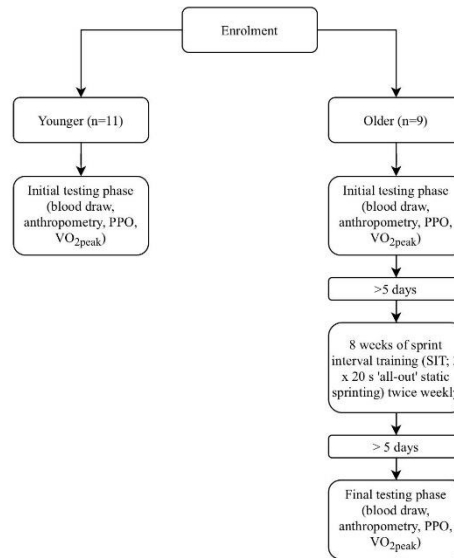 Enrolment
Younger (n=11)
Older (n=9)
Initial testing phase
(blood draw,
anthropometry, PPO,
VO2peak)
Initial testing phase
(blood draw,
anthropometry, PPO,
VO2peak)
>5 days
8 weeks of sprint
interval training (SIT;
x 20 s 'all-out' static
sprinting) twice weekly
> 5 days
Final testing phase
(blood draw,
anthropometry, PPO,
VO2peak)